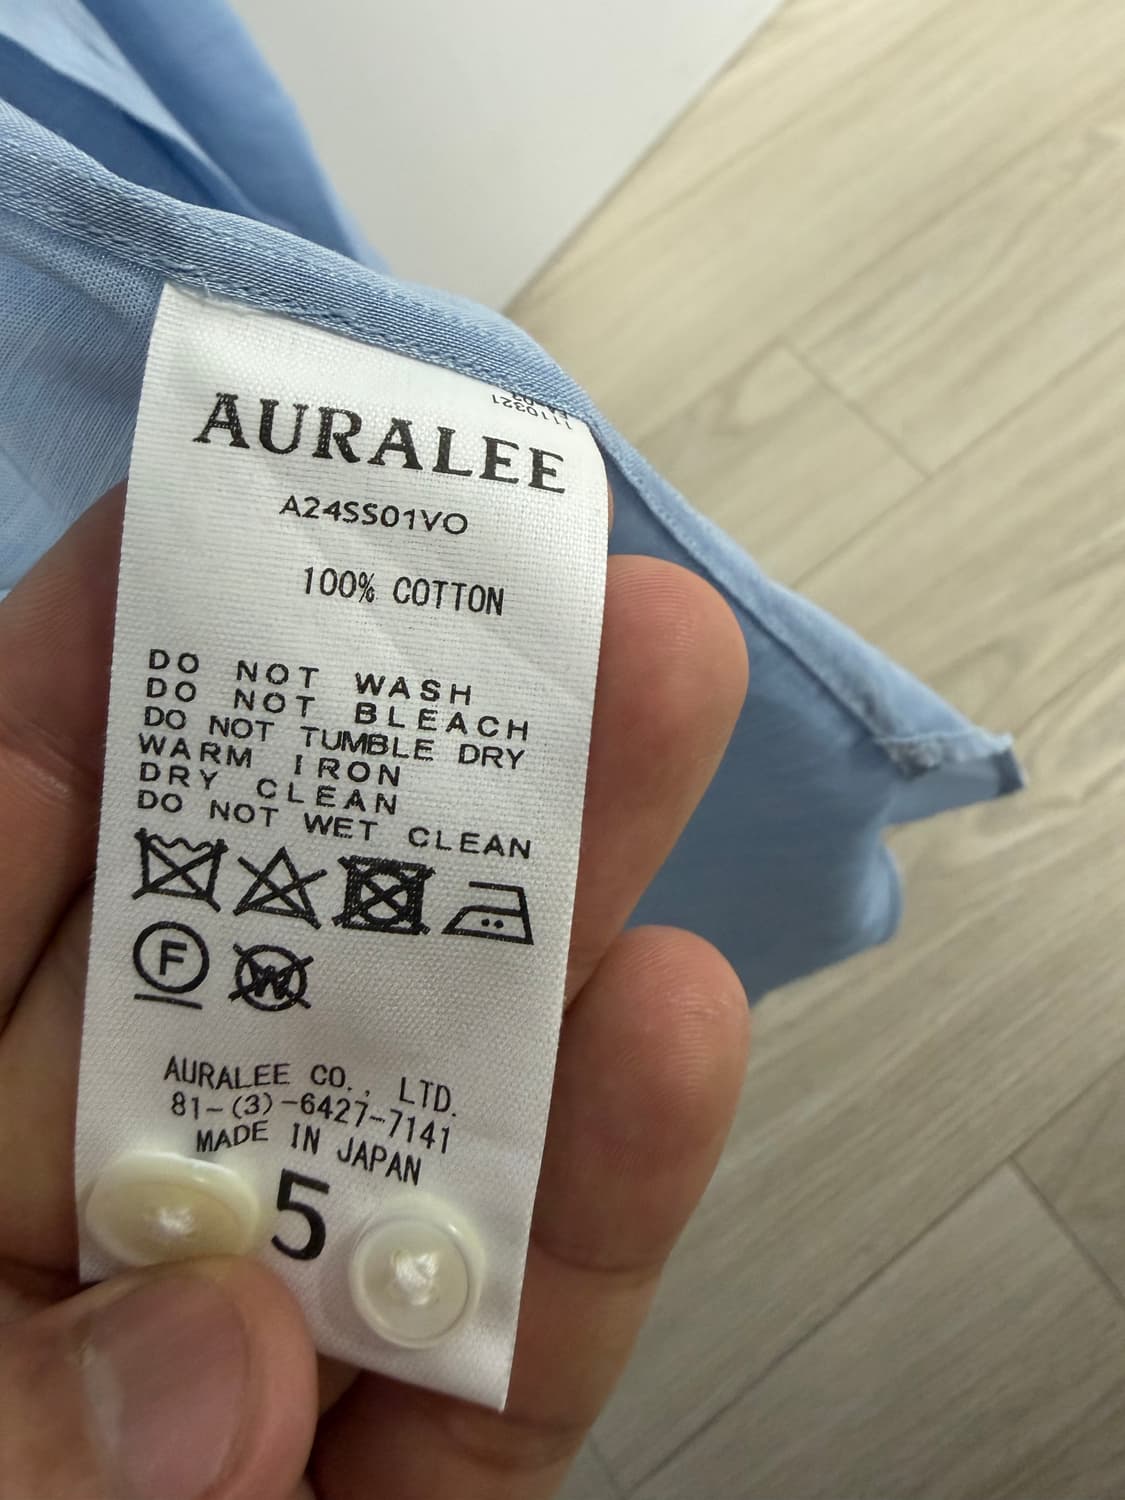 1110321
AURALEE
A24SS01VO
100% COTTON
DO NOT WASH
DO NOT BLEACH
DO NOT TUMBLE DRY
WARM IRON
DRY CLEAN
DO NOT WET CLEAN
F
W
AURALEE CO., LTD.
81-(3)-6427-7141
MADE IN JAPAN
5